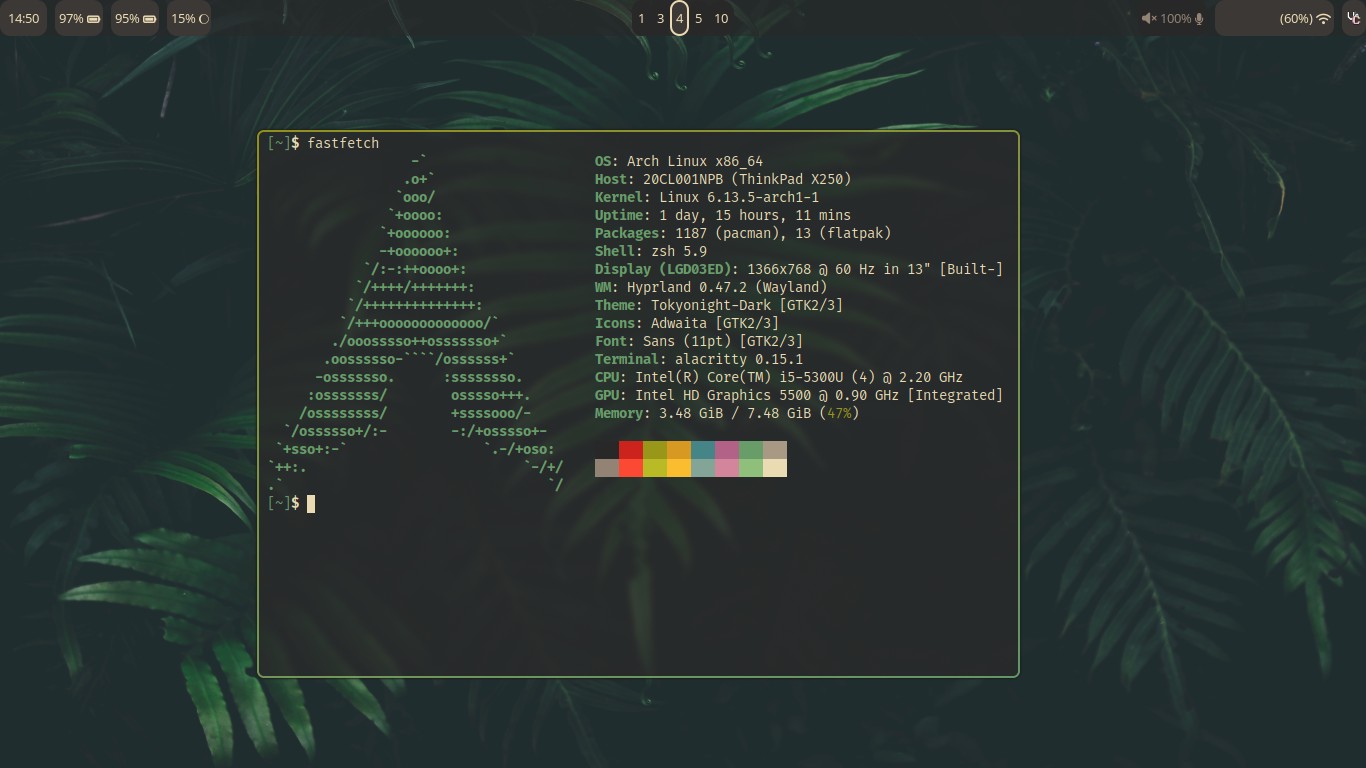 14:50 97% 95% 15% 1 3 4 5 10 100% (60%)
[~]$ fastfetch
-` OS: Arch Linux x86_64
.o+` Host: 20CL001NPB (ThinkPad X250)
`ooo/ Kernel: Linux 6.13.5-arch1-1
`+oooo: Uptime: 1 day, 15 hours, 11 mins
`+oooooo: Packages: 1187 (pacman), 13 (flatpak)
-+oooooo+: Shell: zsh 5.9
`/:-:++oooo+: Display (LGD03ED): 1366x768 @ 60 Hz in 13" [Built-]
`/++++/+++++++: WM: Hyprland 0.47.2 (Wayland)
`/++++++++++++++: Theme: Tokyonight-Dark [GTK2/3]
`/+++ooooooooooooo/` Icons: Adwaita [GTK2/3]
./ooosssso++osssssso+` Font: Sans (11pt) [GTK2/3]
.oossssso-````/ossssss+` Terminal: alacritty 0.15.1
-osssssso. :ssssssso. CPU: Intel(R) Core(TM) i5-5300U (4) @ 2.20 GHz
:osssssss/ osssso+++. GPU: Intel HD Graphics 5500 @ 0.90 GHz [Integrated]
/ossssssss/ +ssssooo/- Memory: 3.48 GiB / 7.48 GiB (47%)
`/ossssso+/:- -:/+osssso+-
`+sso+:-` `.-/+oso:
`++:. `-/+/
.` `/
[~]$